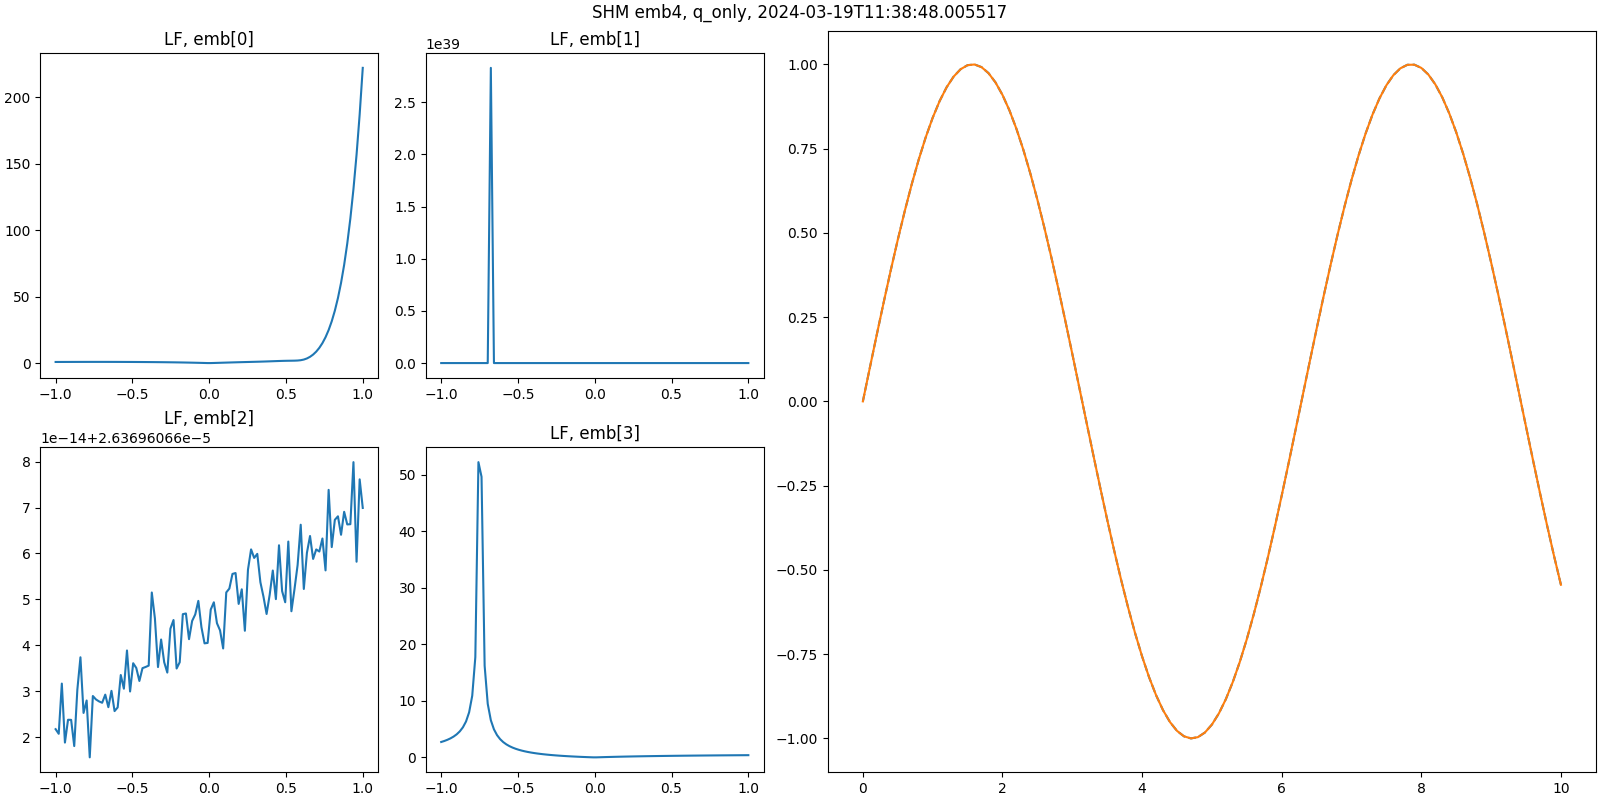 SHM emb4, q_only, 2024-03-19T11:38:48.005517
LF, emb[0]
200
150
100
50
0
−1.0 −0.5 0.0 0.5 1.0
LF, emb[1]
1e39
2.5
2.0
1.5
1.0
0.5
0.0
−1.0 −0.5 0.0 0.5 1.0
LF, emb[2]
1e−14+2.63696066e−5
8
7
6
5
4
3
2
−1.0 −0.5 0.0 0.5 1.0
LF, emb[3]
50
40
30
20
10
0
−1.0 −0.5 0.0 0.5 1.0
1.00
0.75
0.50
0.25
0.00
−0.25
−0.50
−0.75
−1.00
0 2 4 6 8 10